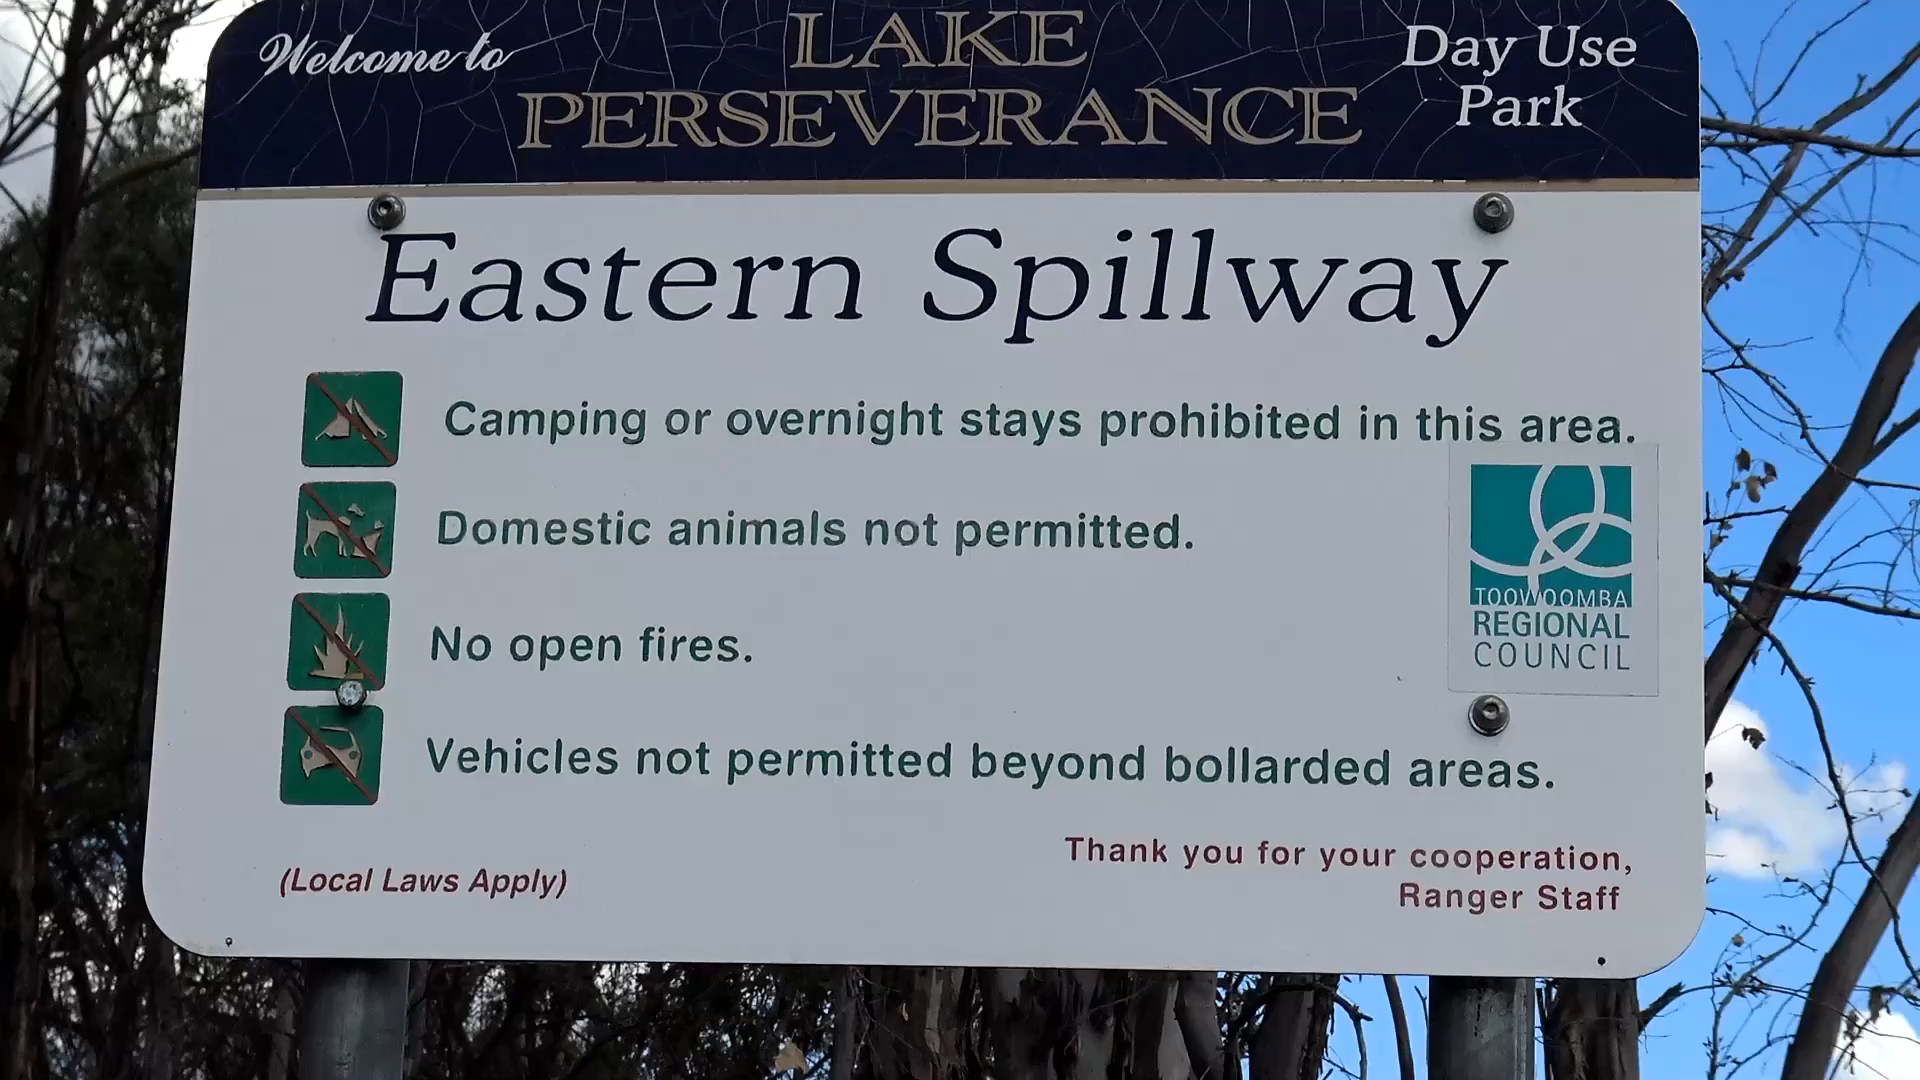 Welcome to
LAKE
PERSEVERANCE
Day Use
Park
Eastern Spillway
Camping or overnight stays prohibited in this area.
Domestic animals not permitted.
No open fires.
Vehicles not permitted beyond bollarded areas.
TOOWOOMBA
REGIONAL
COUNCIL
(Local Laws Apply)
Thank you for your cooperation,
Ranger Staff